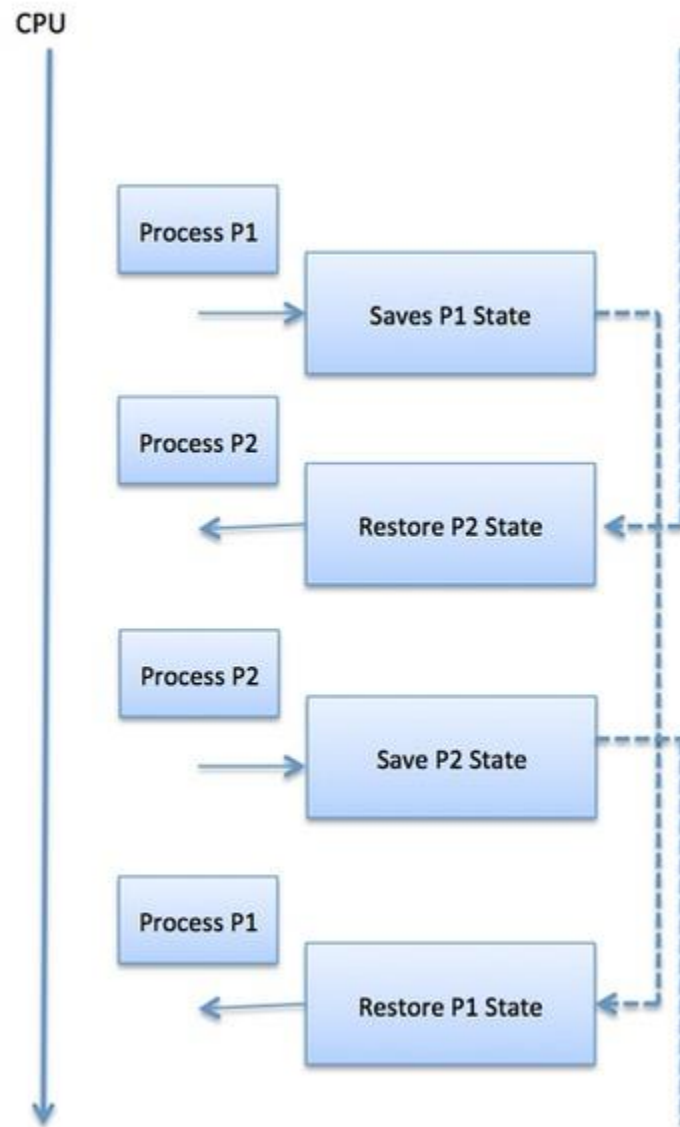 CPU
Process P1
Saves P1 State
Process P2
Restore P2 State
Process P2
Save P2 State
Process P1
Restore P1 State